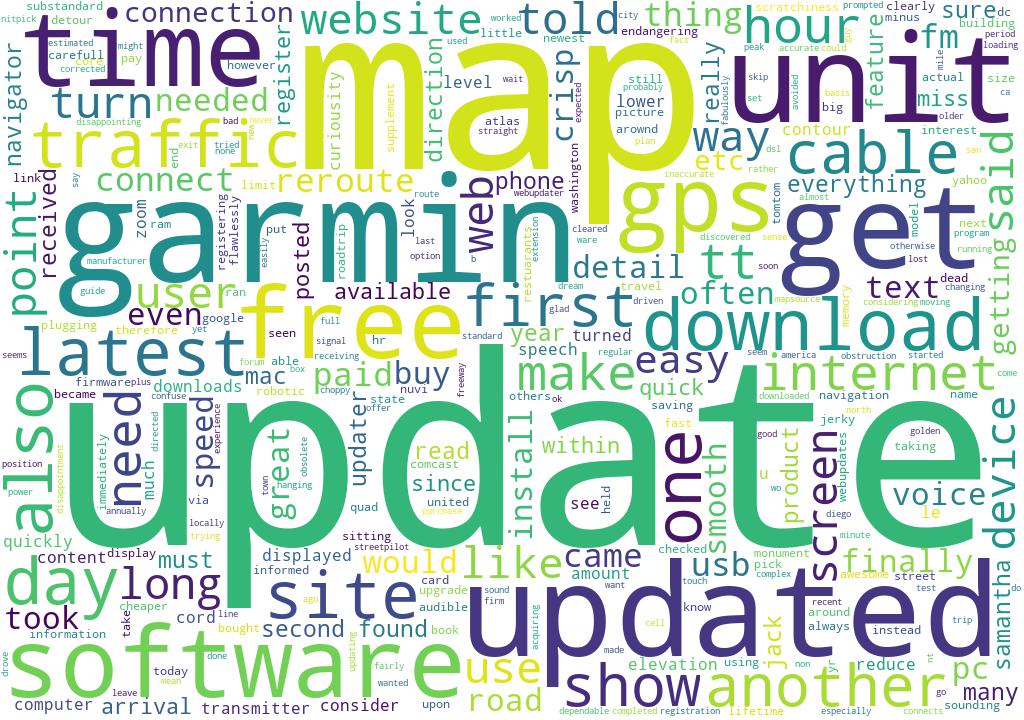 update
map
garmin
time
unit
get
updated
software
free
download
gps
traffic
also
site
latest
first
another
day
one
internet
cable
show
long
need
website
told
hour
thing
connection
turn
needed
register
navigator
substandard
detour
nitpick
estimated
carefull
cord
corrected
might
pay
however
disappointing
bad
exit
tried
none
end
never
new
worked
little
used
city
newest
endangering
fact
sure
dc
clearly
minus
building
period
loading
prompted
guy
fm
scratchiness
peak
accurate
could
mile
skip
basis
set
avoided
big
actual
miss
size
ca
older
feature
really
fabulously
level
wait
expected
atlas
straight
crisp
still
probably
lower
picture
arownd
plan
curiousity
supplement
direction
way
etc
inaccurate
contour
dsl
rather
interest
san
everything
yahoo
almost
said
link
say
connect
limit
reroute
phone
web
washington
webupdater
route
look
last
option
b
cleared
ware
tomtom
discovered
sense
model
next
program
otherwise
running
lost
point
received
zoom
ram
registering
flawlessly
put
easily
posted
roadtrip
manufacturer
guide
restuarants
extension
detail
dream
travel
tt
soon
often
mapsource
text
dead
changing
considering
moving
memory
getting
user
ran
available
plugging
even
google
therefore
yet
seen
full
signal
receiving
hr
standard
glad
driven
year
turned
seems
forum
able
box
mac
paid
buy
freeway
speech
regular
make
easy
quick
seem
america
obstruction
started
come
firmware
plus
downloads
robotic
nuvi
choppy
offer
others
ok
saving
fast
downloaded
navigation
name
became
confuse
state
updater
jerky
north
position
power
disappointment
immediately
much
directed
speed
experience
great
town
hanging
obsolete
read
comcast
since
united
purchase
install
within
see
held
smooth
good
u
wo
product
screen
webupdates
golden
taking
voice
le
device
annually
via
locally
trying
quad
diego
minute
quickly
content
display
must
displayed
informed
sitting
streetpilot
would
like
came
amount
checked
usb
monument
pick
complex
finally
awesome
street
test
samantha
do
took
cheaper
information
take
cord
line
ago
card
upgrade
audible
sound
firm
want
touch
know
recent
around
always
instead
trip
bought
second
found
book
acquiring
made
cell
jack
drove
today
mean
done
updating
fairly
wanted
use
elevation
using
non
yr
reduce
nt
pc
go
many
computer
leave
arrival
transmitter
consider
upon
road
dependable
completed
registration
lifetime
especially
connects
sounding